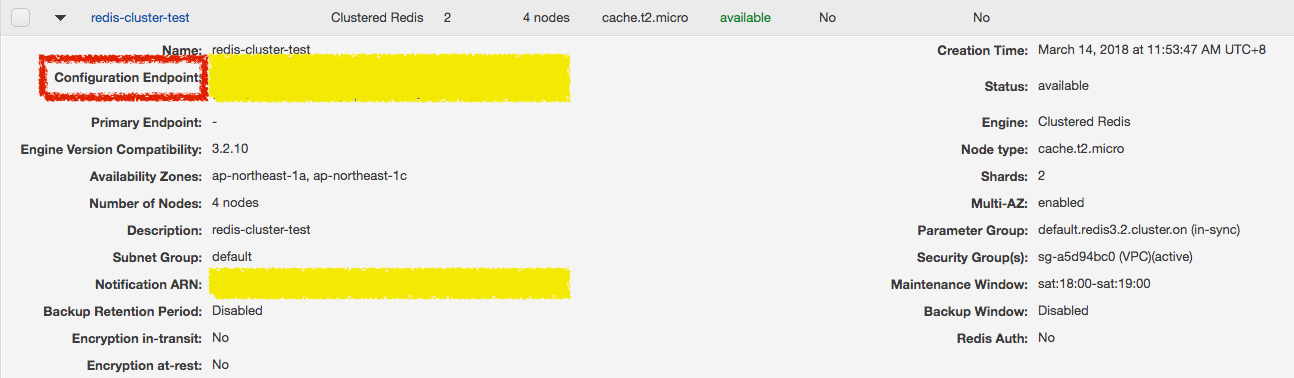 redis-cluster-test Clustered Redis 2 4 nodes cache.t2.micro available No No
Name: redis-cluster-test Creation Time: March 14, 2018 at 11:53:47 AM UTC+8
Configuration Endpoint:
Status: available
Primary Endpoint: - Engine: Clustered Redis
Engine Version Compatibility: 3.2.10 Node type: cache.t2.micro
Availability Zones: ap-northeast-1a, ap-northeast-1c Shards: 2
Number of Nodes: 4 nodes Multi-AZ: enabled
Description: redis-cluster-test Parameter Group: default.redis3.2.cluster.on (in-sync)
Subnet Group: default Security Group(s): sg-a5d94bc0 (VPC)(active)
Notification ARN: Maintenance Window: sat:18:00-sat:19:00
Backup Retention Period: Disabled Backup Window: Disabled
Encryption in-transit: No Redis Auth: No
Encryption at-rest: No